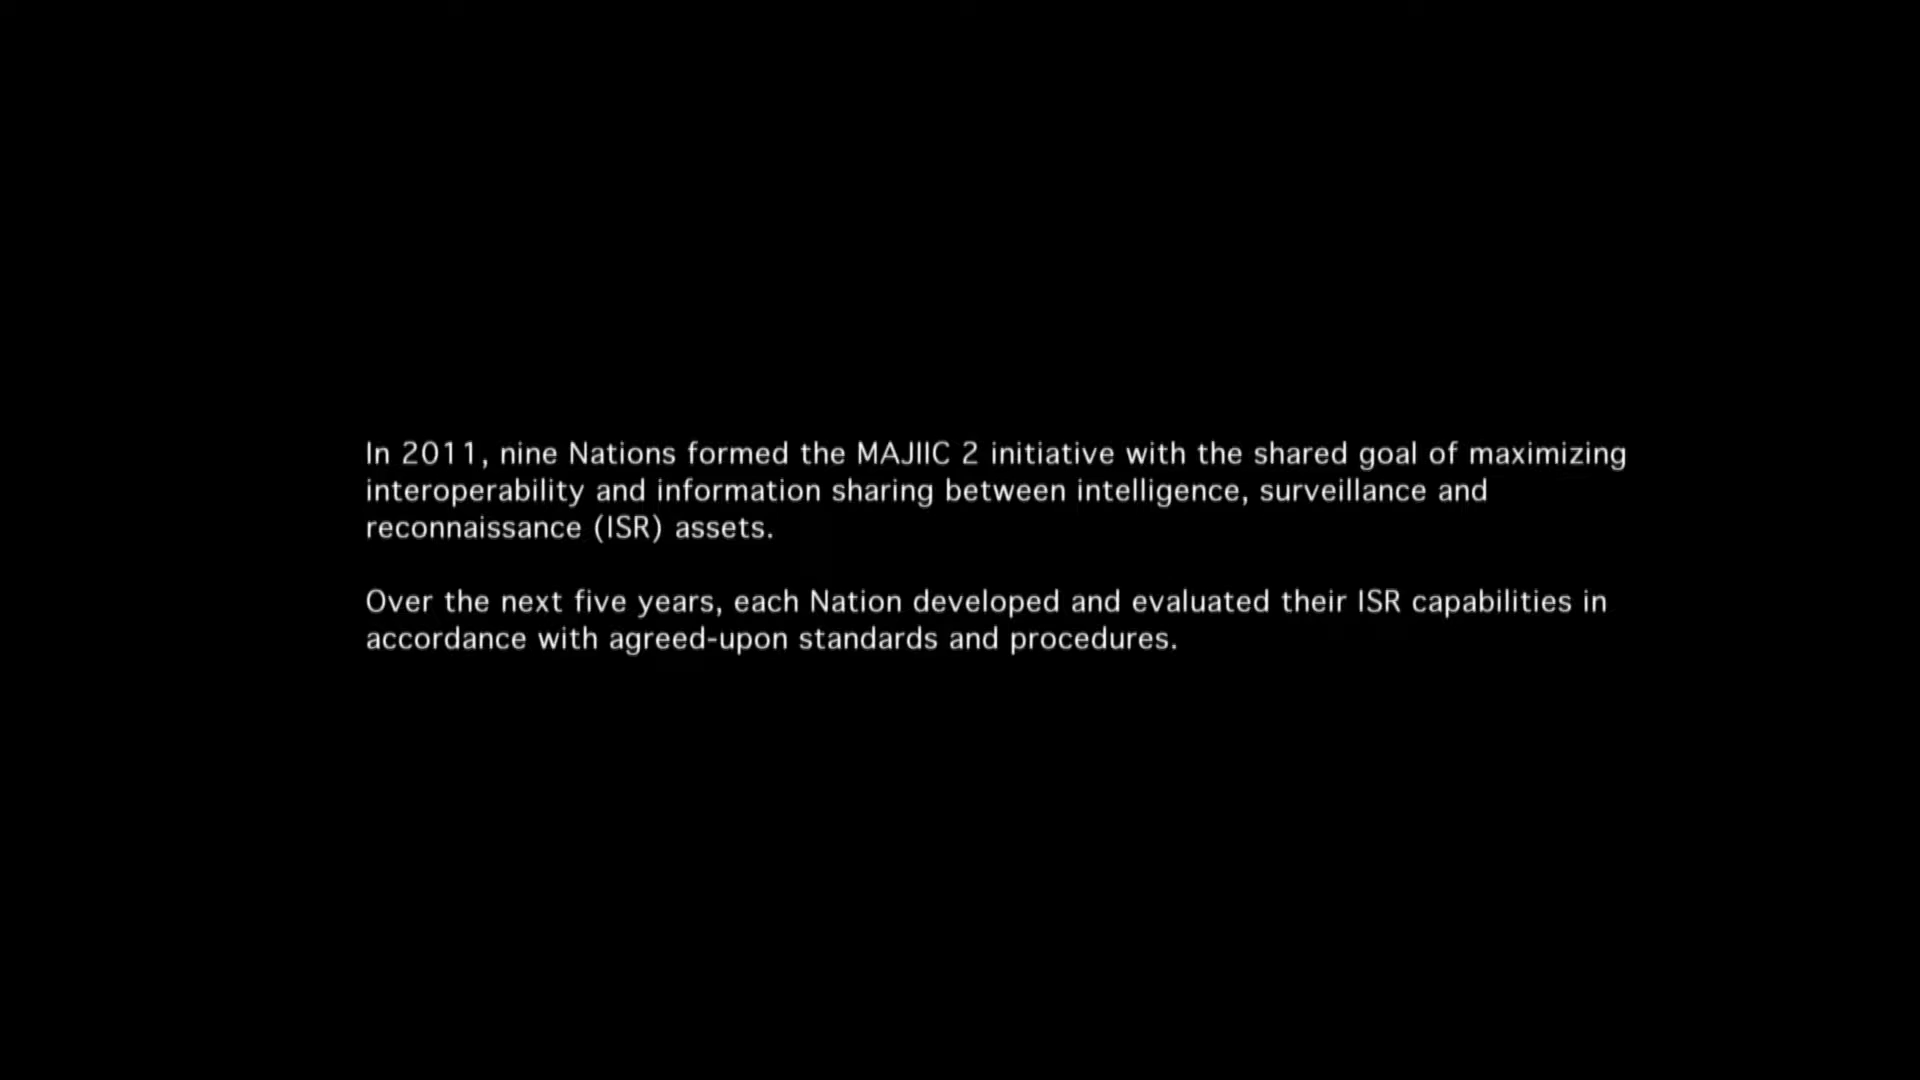 In 2011, nine Nations formed the MAJIIC 2 initiative with the shared goal of maximizing
interoperability and information sharing between intelligence, surveillance and
reconnaissance (ISR) assets.
Over the next five years, each Nation developed and evaluated their ISR capabilities in
accordance with agreed-upon standards and procedures.